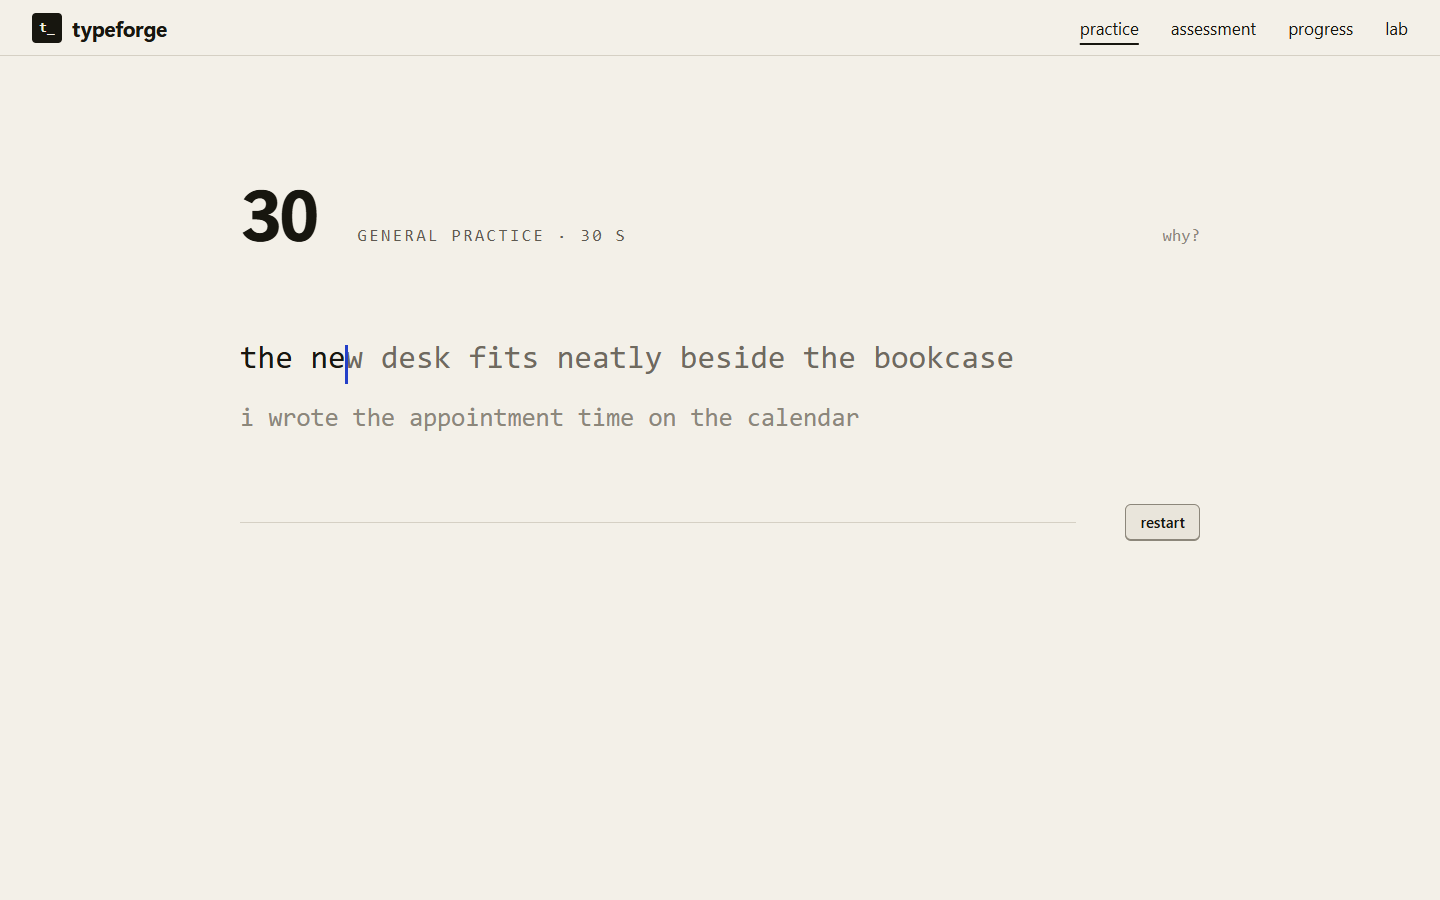 t_ typeforge practice assessment progress lab
30 GENERAL PRACTICE · 30 S why?
the new desk fits neatly beside the bookcase
i wrote the appointment time on the calendar
restart